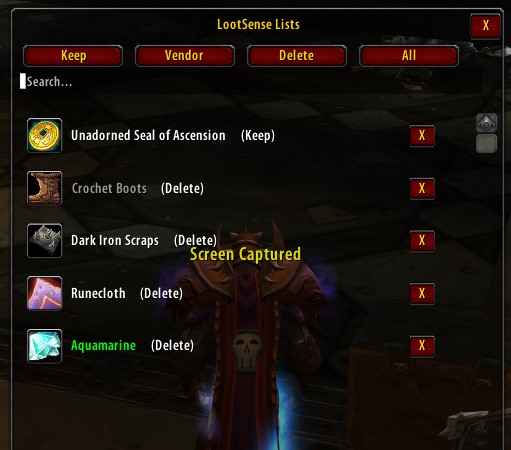 LootSense Lists
X
Keep Vendor Delete All
Search...
Unadorned Seal of Ascension (Keep) X
Crochet Boots (Delete) X
Dark Iron Scraps (Delete) X
Screen Captured
Runecloth (Delete) X
Aquamarine (Delete) X